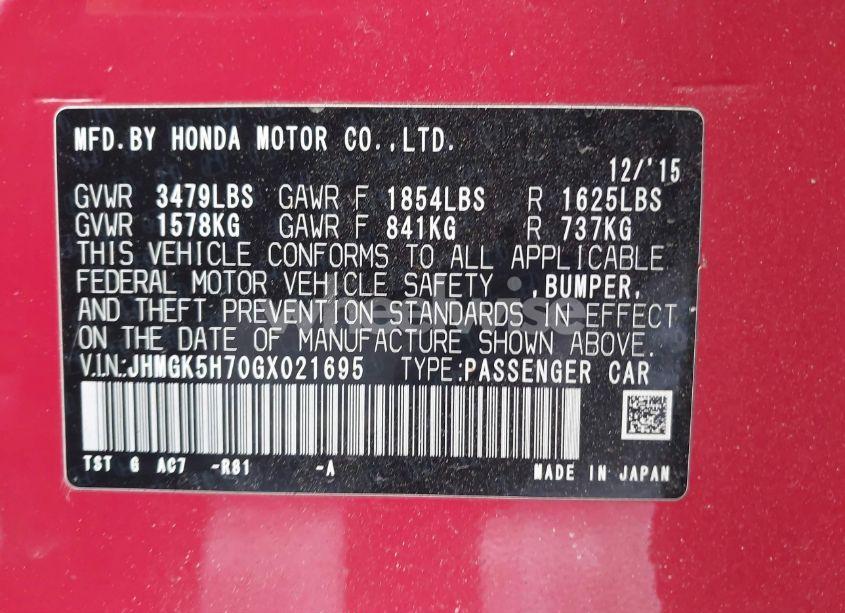 MFD.BY HONDA MOTOR CO.,LTD.
12/'15
GVWR 3479LBS GAWR F 1854LBS R 1625LBS
GVWR 1578KG GAWR F 841KG R 737KG
THIS VEHICLE CONFORMS TO ALL APPLICABLE
FEDERAL MOTOR VEHICLE SAFETY ,BUMPER,
AND THEFT PREVENTION STANDARDS IN EFFECT
ON THE DATE OF MANUFACTURE SHOWN ABOVE.
V.I.N.:JHMGK5H70GX021695 TYPE:PASSENGER CAR
TST G AC7 -R81 -A MADE IN JAPAN
wheelwise